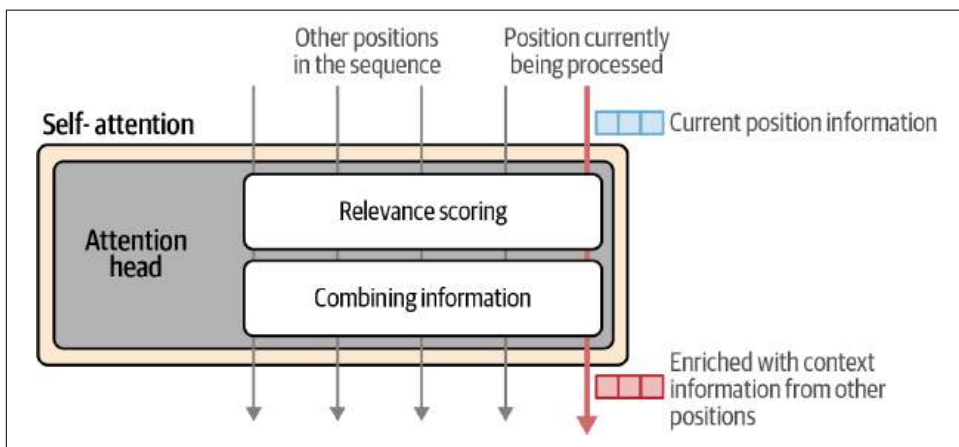 Other positions
in the sequence
Position currently
being processed
Self- attention
Current position information
Relevance scoring
Attention
head
Combining information
Enriched with context
information from other
positions